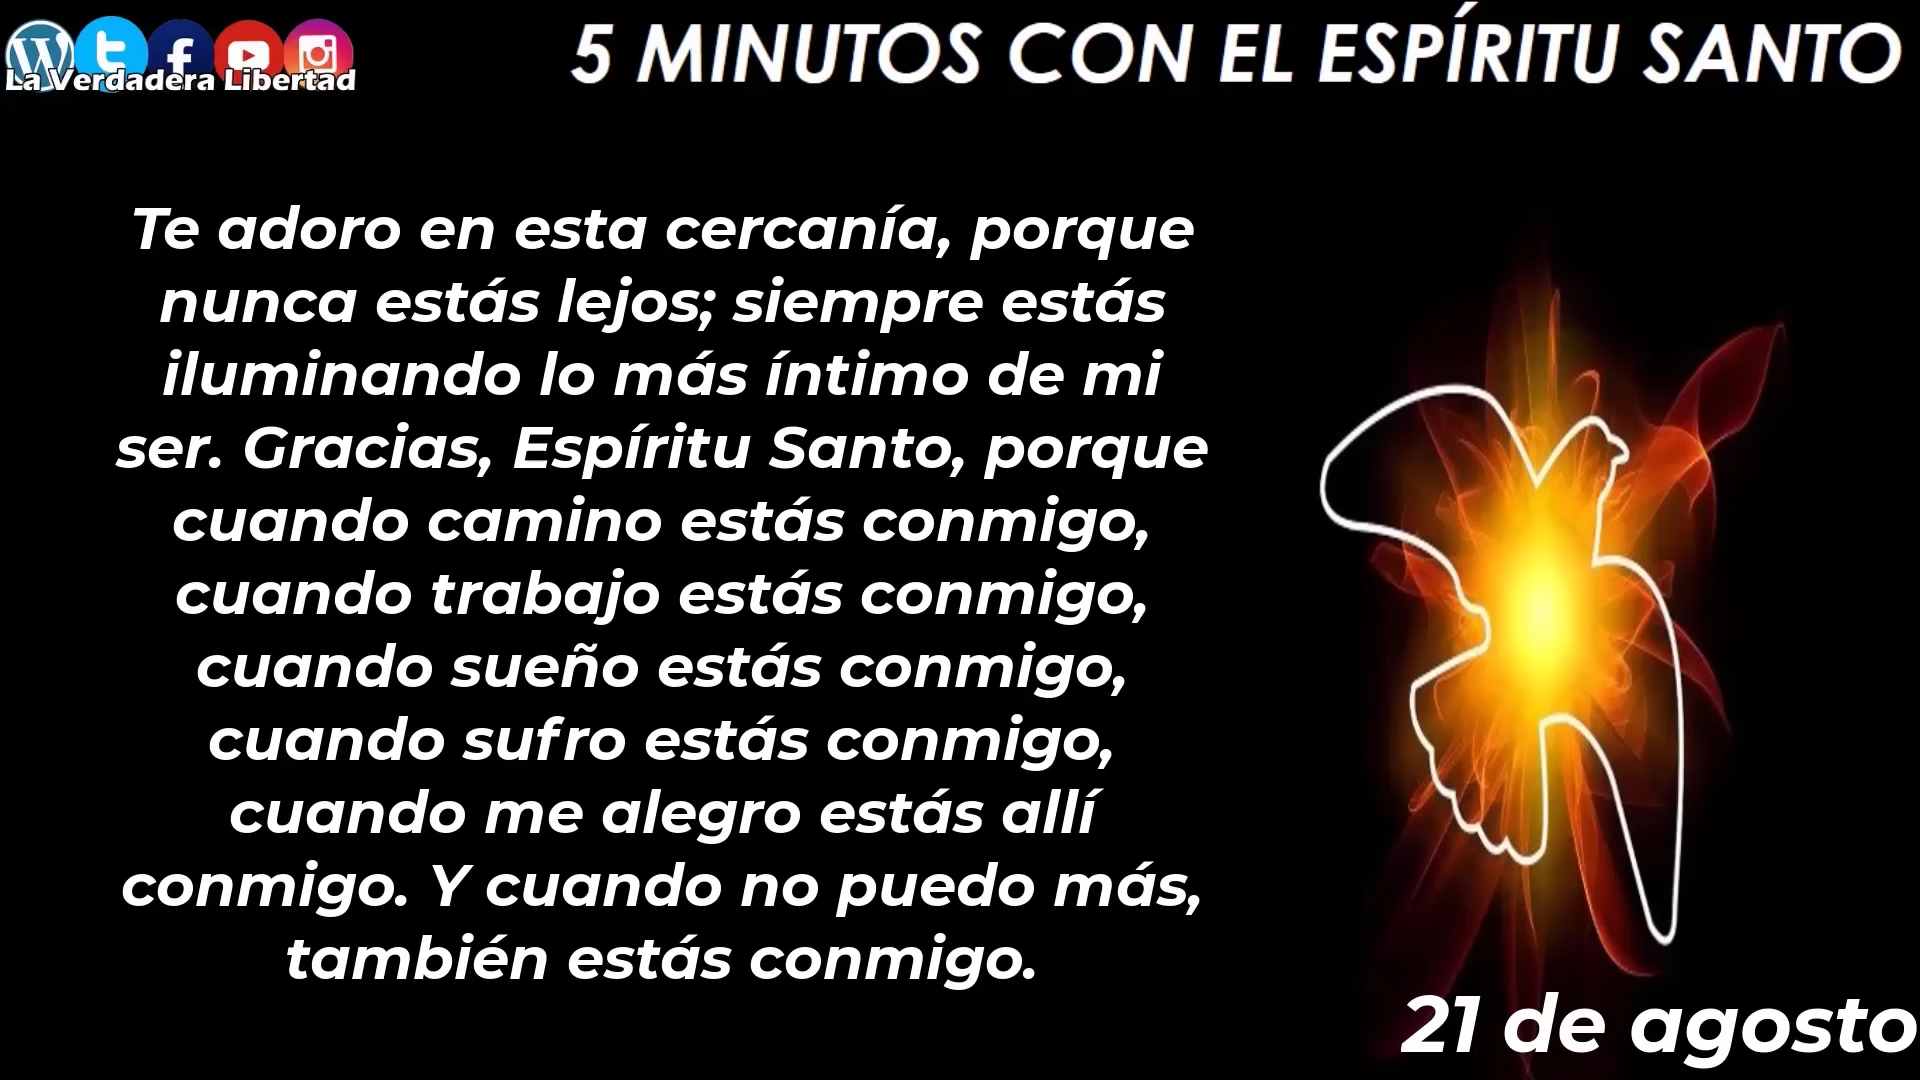 La Verdadera Libertad
5 MINUTOS CON EL ESPÍRITU SANTO
Te adoro en esta cercanía, porque
nunca estás lejos; siempre estás
iluminando lo más íntimo de mi
ser. Gracias, Espíritu Santo, porque
cuando camino estás conmigo,
cuando trabajo estás conmigo,
cuando sueño estás conmigo,
cuando sufro estás conmigo,
cuando me alegro estás allí
conmigo. Y cuando no puedo más,
también estás conmigo.
21 de agosto